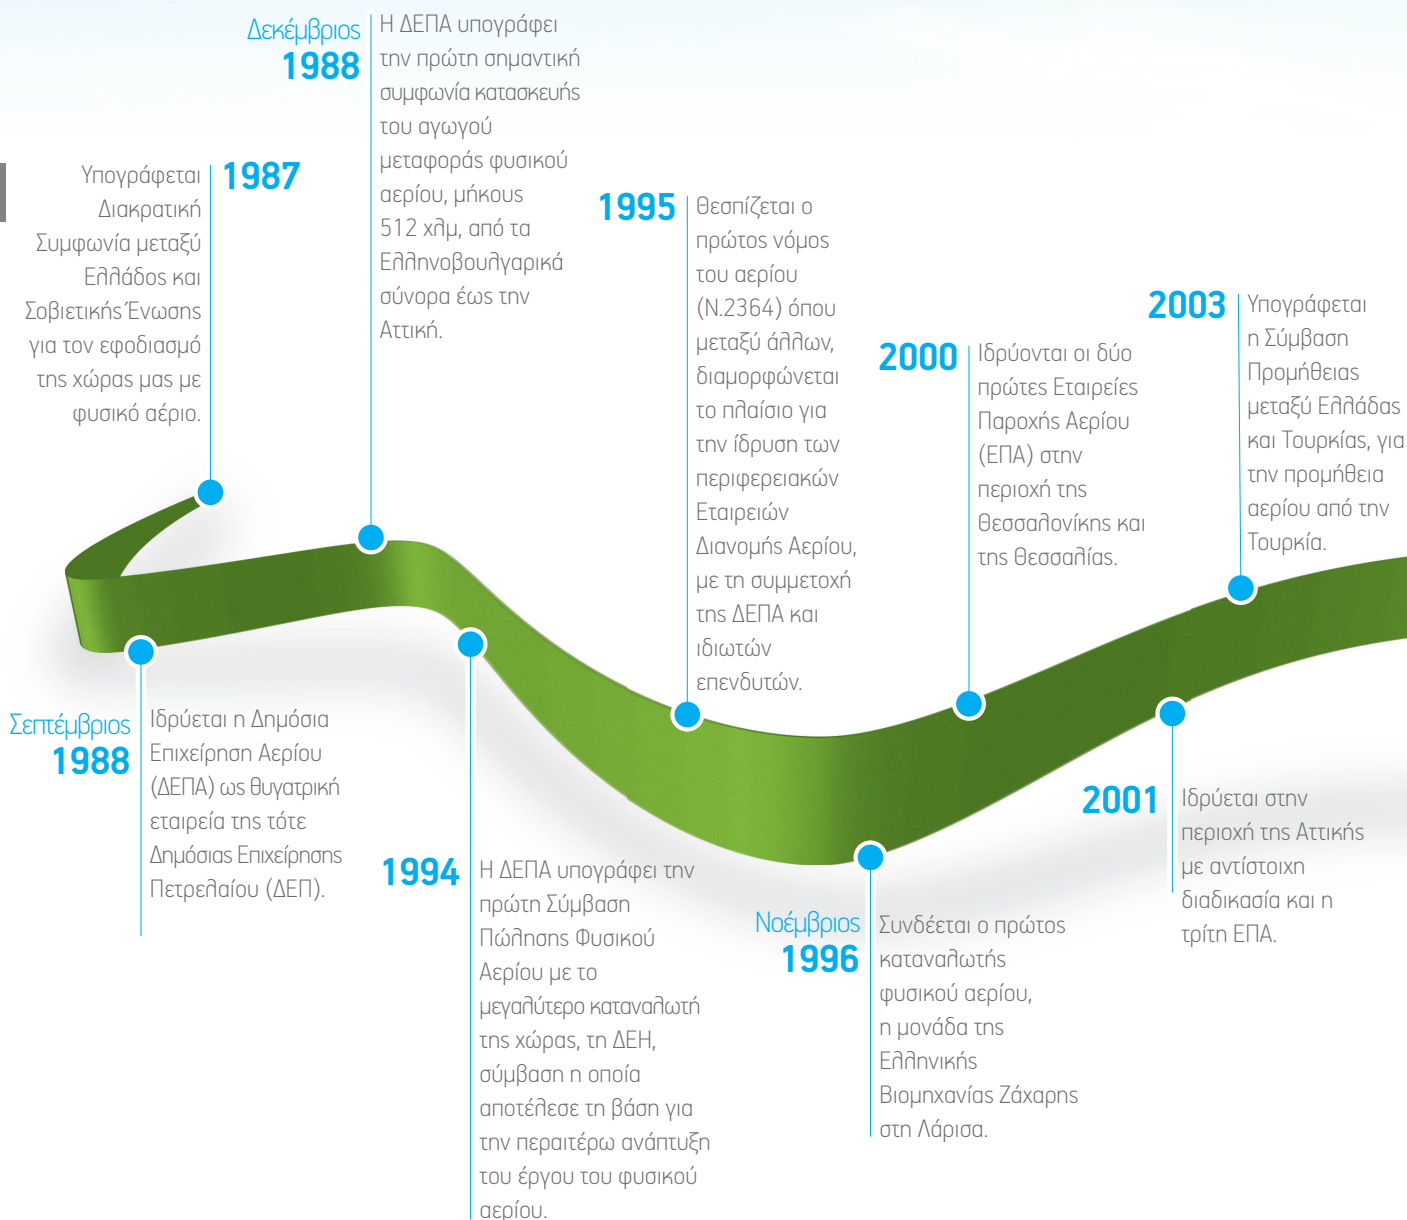 1987
Υπογράφεται
Διακρατική
Συμφωνία μεταξύ
Ελλάδος και
Σοβιετικής Ένωσης
για τον εφοδιασμό
της χώρας μας με
φυσικό αέριο.
Σεπτέμβριος
1988
Ιδρύεται η Δημόσια
Επιχείρηση Αερίου
(ΔΕΠΑ) ως θυγατρική
εταιρεία της τότε
Δημόσιας Επιχείρησης
Πετρελαίου (ΔΕΠ).
Δεκέμβριος
1988
Η ΔΕΠΑ υπογράφει
την πρώτη σημαντική
συμφωνία κατασκευής
του αγωγού
μεταφοράς φυσικού
αερίου, μήκους
512 χλμ, από τα
Ελληνοβουλγαρικά
σύνορα έως την
Αττική.
1994
Η ΔΕΠΑ υπογράφει την
πρώτη Σύμβαση
Πώλησης Φυσικού
Αερίου με το
μεγαλύτερο καταναλωτή
της χώρας, τη ΔΕΗ,
σύμβαση η οποία
αποτέλεσε τη βάση για
την περαιτέρω ανάπτυξη
του έργου του φυσικού
αερίου.
1995
Θεσπίζεται ο
πρώτος νόμος
του αερίου
(Ν.2364) όπου
μεταξύ άλλων,
διαμορφώνεται
το πλαίσιο για
την ίδρυση των
περιφερειακών
Εταιρειών
Διανομής Αερίου,
με τη συμμετοχή
της ΔΕΠΑ και
ιδιωτών
επενδυτών.
Νοέμβριος
1996
Συνδέεται ο πρώτος
καταναλωτής
φυσικού αερίου,
η μονάδα της
Ελληνικής
Βιομηχανίας Ζάχαρης
στη Λάρισα.
2000
Ιδρύονται οι δύο
πρώτες Εταιρείες
Παροχής Αερίου
(ΕΠΑ) στην
περιοχή της
Θεσσαλονίκης και
της Θεσσαλίας.
2001
Ιδρύεται στην
περιοχή της Αττικής
με αντίστοιχη
διαδικασία και η
τρίτη ΕΠΑ.
2003
Υπογράφεται
η Σύμβαση
Προμήθειας
μεταξύ Ελλάδας
και Τουρκίας, για
την προμήθεια
αερίου από την
Τουρκία.